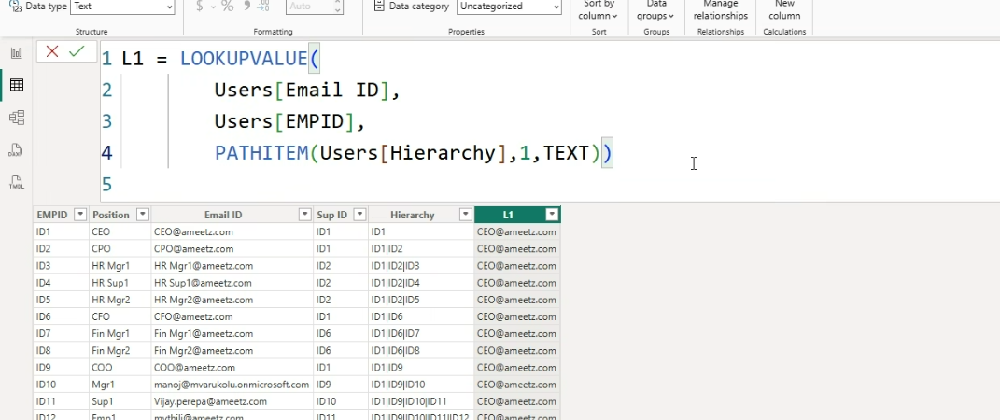 Data type Text
$ % 9 Auto
Data category Uncategorized
Sort by column
Data groups
Manage relationships
New column
Structure
Formatting
Properties
Sort
Groups
Relationships
Calculations
1 L1 = LOOKUPVALUE(
2 Users[Email ID],
3 Users[EMPID],
4 PATHITEM(Users[Hierarchy],1,TEXT))
5
EMPID Position Email ID Sup ID Hierarchy L1
ID1 CEO CEO@ameetz.com ID1 ID1 CEO@ameetz.com
ID2 CPO CPO@ameetz.com ID1 ID1|ID2 CEO@ameetz.com
ID3 HR Mgr1 HR Mgr1@ameetz.com ID2 ID1|ID2|ID3 CEO@ameetz.com
ID4 HR Sup1 HR Sup1@ameetz.com ID2 ID1|ID2|ID4 CEO@ameetz.com
ID5 HR Mgr2 HR Mgr2@ameetz.com ID2 ID1|ID2|ID5 CEO@ameetz.com
ID6 CFO CFO@ameetz.com ID1 ID1|ID6 CEO@ameetz.com
ID7 Fin Mgr1 Fin Mgr1@ameetz.com ID6 ID1|ID6|ID7 CEO@ameetz.com
ID8 Fin Mgr2 Fin Mgr2@ameetz.com ID6 ID1|ID6|ID8 CEO@ameetz.com
ID9 COO COO@ameetz.com ID1 ID1|ID9 CEO@ameetz.com
ID10 Mgr1 manoj@mvarukolu.onmicrosoft.com ID9 ID1|ID9|ID10 CEO@ameetz.com
ID11 Sup1 Vijay.perepa@ameetz.com ID10 ID1|ID9|ID10|ID11 CEO@ameetz.com
ID12 Emp1 mythili@ameetz.com ID11 ID1|ID9|ID10|ID11|ID12 CEO@ameetz.com